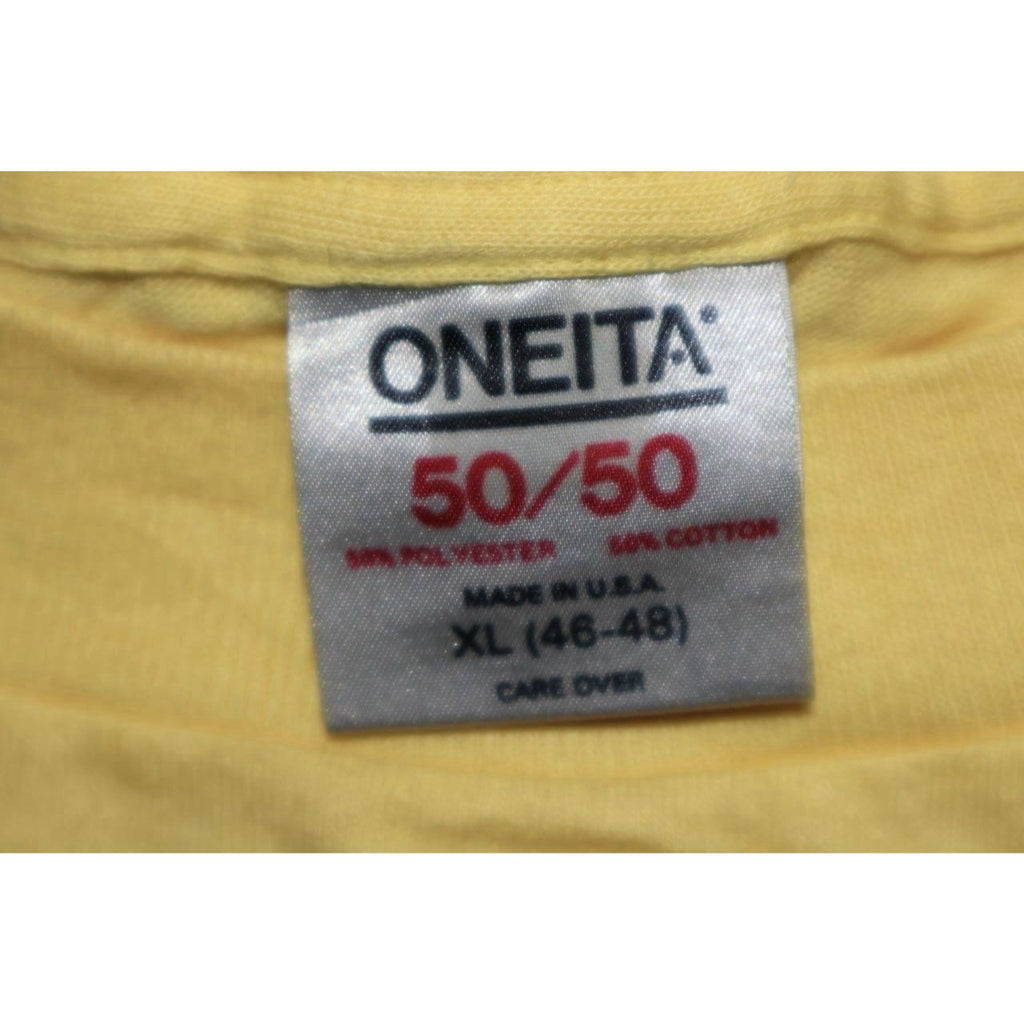 ONEITA®
50/50
50% POLYESTER 50% COTTON
MADE IN U.S.A.
XL (46-48)
CARE OVER